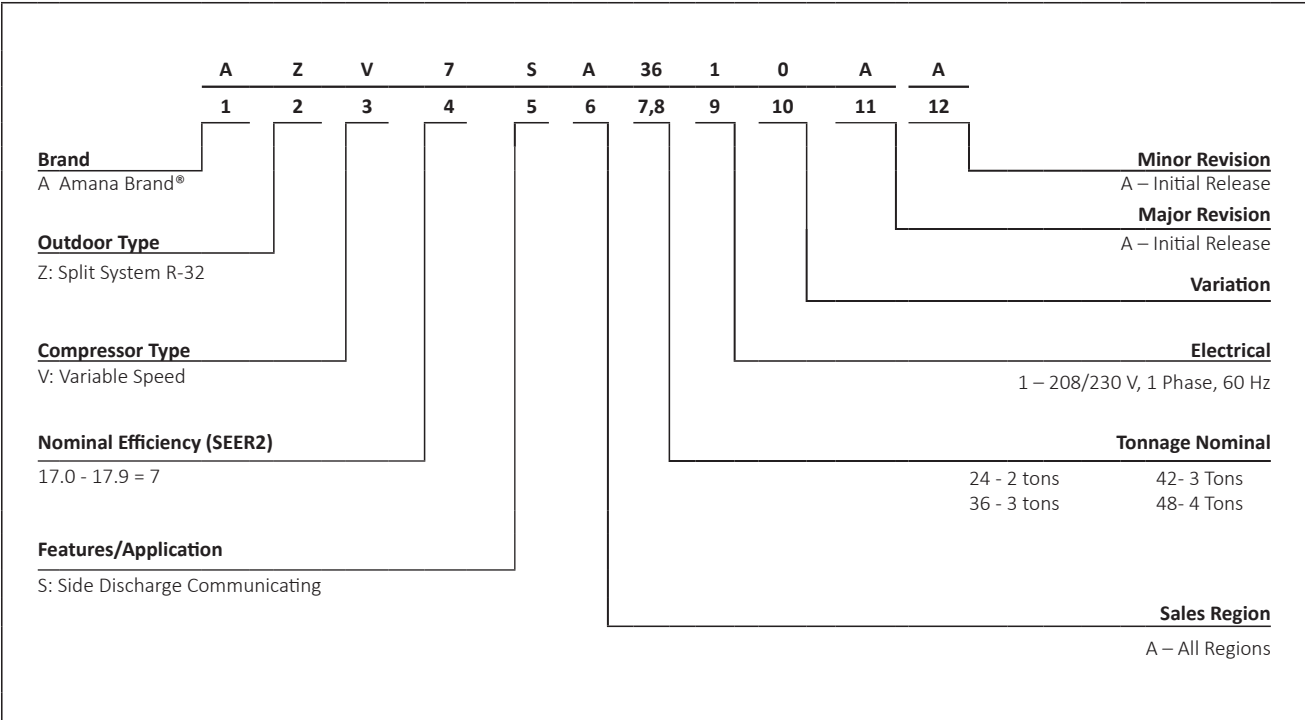 A Z V 7 S A 36 1 0 A A
1 2 3 4 5 6 7,8 9 10 11 12
Brand
A Amana Brand®
Outdoor Type
Z: Split System R-32
Compressor Type
V: Variable Speed
Nominal Efficiency (SEER2)
17.0 - 17.9 = 7
Features/Application
S: Side Discharge Communicating
Minor Revision
A – Initial Release
Major Revision
A – Initial Release
Variation
Electrical
1 – 208/230 V, 1 Phase, 60 Hz
Tonnage Nominal
24 - 2 tons 42- 3 Tons
36 - 3 tons 48- 4 Tons
Sales Region
A – All Regions